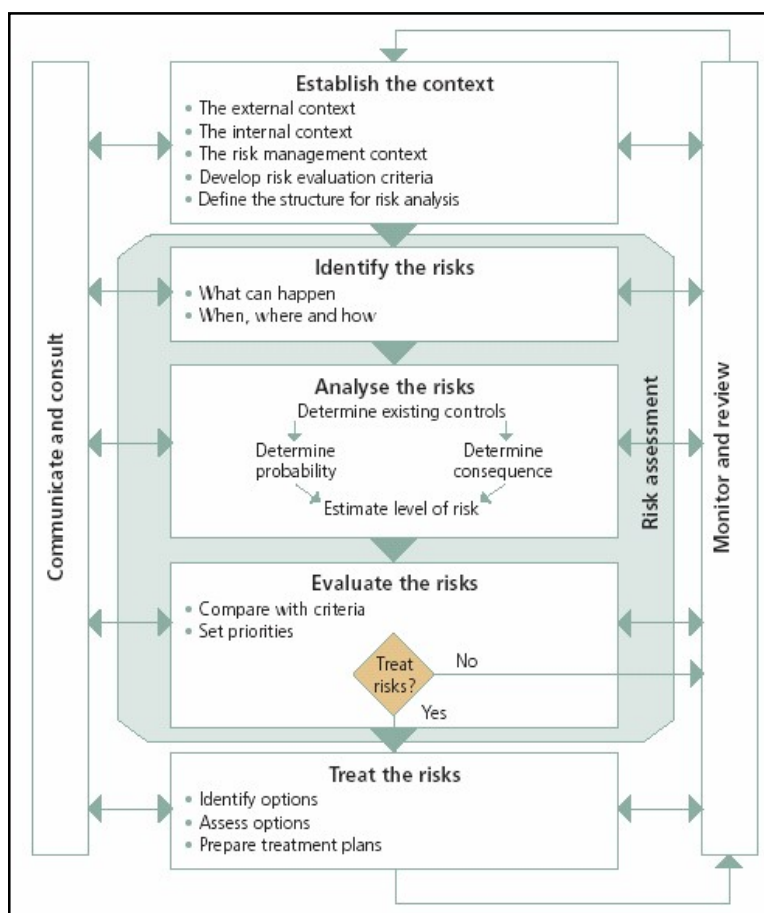 Establish the context
• The external context
• The internal context
• The risk management context
• Develop risk evaluation criteria
• Define the structure for risk analysis
Identify the risks
• What can happen
• When, where and how
Analyse the risks
Determine existing controls
Determine
probability
Determine
consequence
Estimate level of risk
Evaluate the risks
• Compare with criteria
• Set priorities
Treat
risks?
No
Yes
Treat the risks
• Identify options
• Assess options
• Prepare treatment plans
Communicate and consult
Risk assessment
Monitor and review